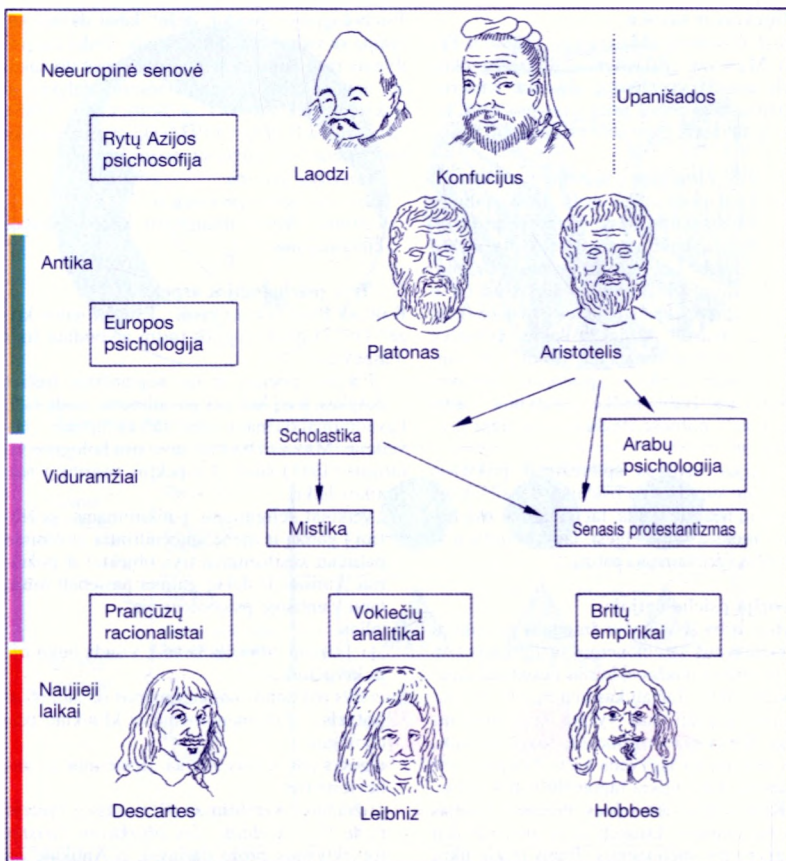 Neeuropinė senovė
Upanišados
Rytų Azijos
psichosofija
Laodzi
Konfucijus
Antika
Europos
psichologija
Platonas
Aristotelis
Scholastika
Arabų
psichologija
Viduramžiai
Mistika
Senasis protestantizmas
Prancūzų
racionalistai
Vokiečių
analitikai
Britų
empirikai
Naujieji
laikai
Descartes
Leibniz
Hobbes